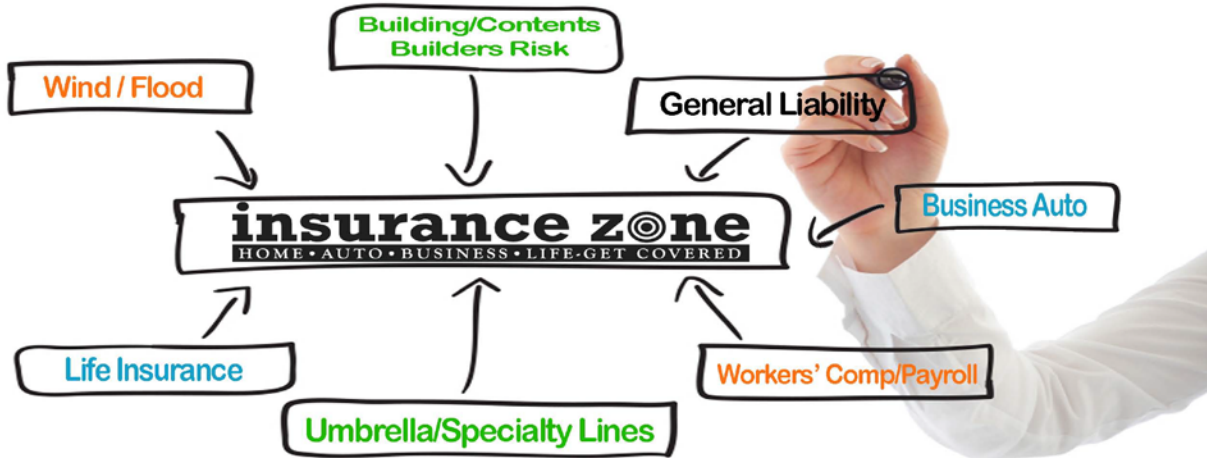 Building/Contents
Builders Risk
Wind / Flood
General Liability
Business Auto
insurance zone
HOME • AUTO • BUSINESS • LIFE-GET COVERED
Life Insurance
Workers' Comp/Payroll
Umbrella/Specialty Lines